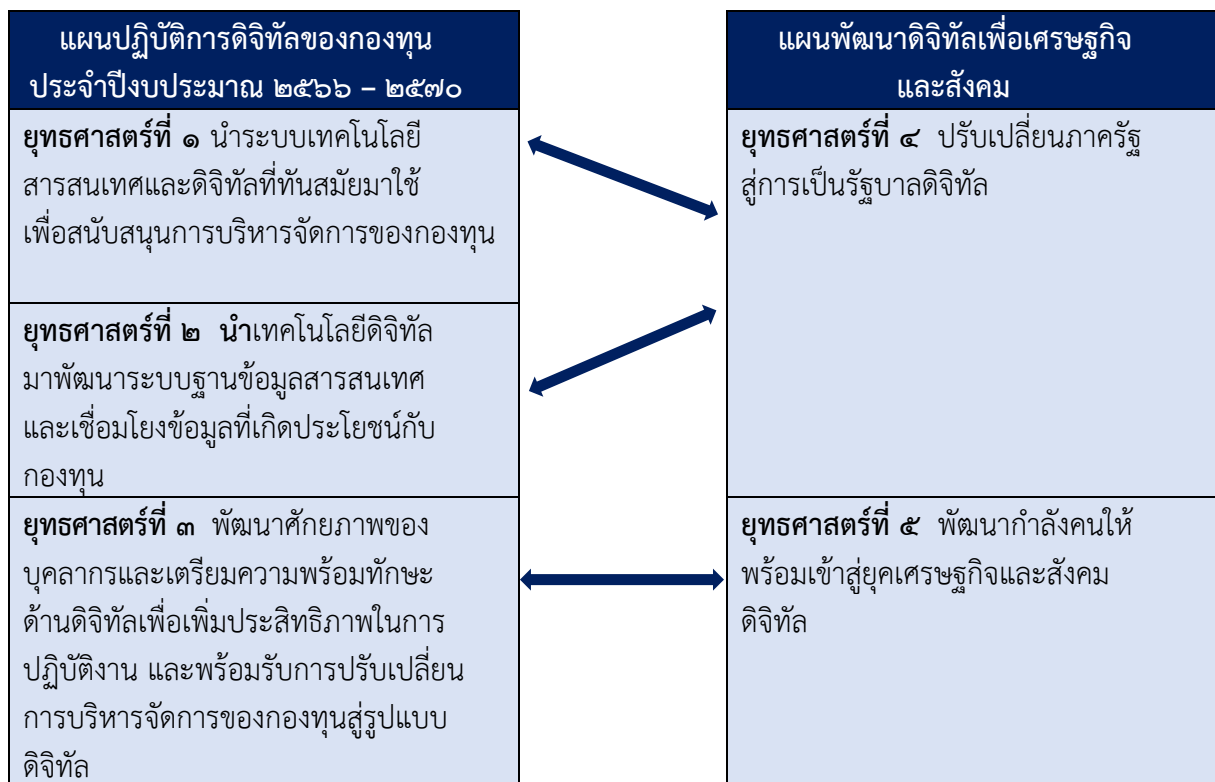 แผนปฏิบัติการดิจิทัลของกองทุน
ประจำปีงบประมาณ ๒๕๖๖ – ๒๕๗๐
ยุทธศาสตร์ที่ ๑ นำระบบเทคโนโลยี
สารสนเทศและดิจิทัลที่ทันสมัยมาใช้
เพื่อสนับสนุนการบริหารจัดการของกองทุน
ยุทธศาสตร์ที่ ๒ นำเทคโนโลยีดิจิทัล
มาพัฒนาระบบฐานข้อมูลสารสนเทศ
และเชื่อมโยงข้อมูลที่เกิดประโยชน์กับ
กองทุน
ยุทธศาสตร์ที่ ๓ พัฒนาศักยภาพของ
บุคลากรและเตรียมความพร้อมทักษะ
ด้านดิจิทัลเพื่อเพิ่มประสิทธิภาพในการ
ปฏิบัติงาน และพร้อมรับการปรับเปลี่ยน
การบริหารจัดการของกองทุนสู่รูปแบบ
ดิจิทัล
แผนพัฒนาดิจิทัลเพื่อเศรษฐกิจ
และสังคม
ยุทธศาสตร์ที่ ๔ ปรับเปลี่ยนภาครัฐ
สู่การเป็นรัฐบาลดิจิทัล
ยุทธศาสตร์ที่ ๕ พัฒนากำลังคนให้
พร้อมเข้าสู่ยุคเศรษฐกิจและสังคม
ดิจิทัล